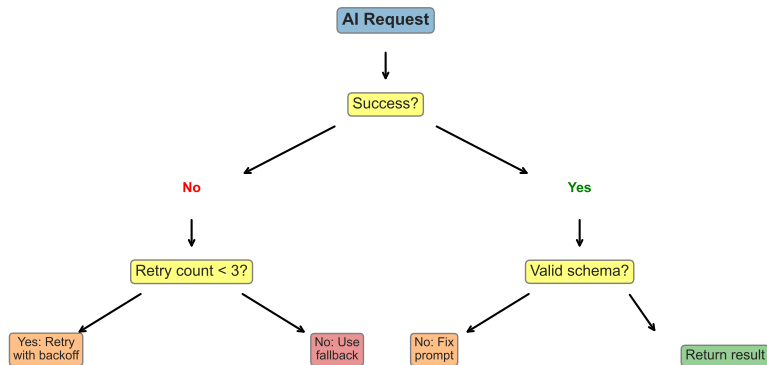 AI Request
Success?
No
Yes
Retry count < 3?
Valid schema?
Yes: Retry
with backoff
No: Use
fallback
No: Fix
prompt
Return result